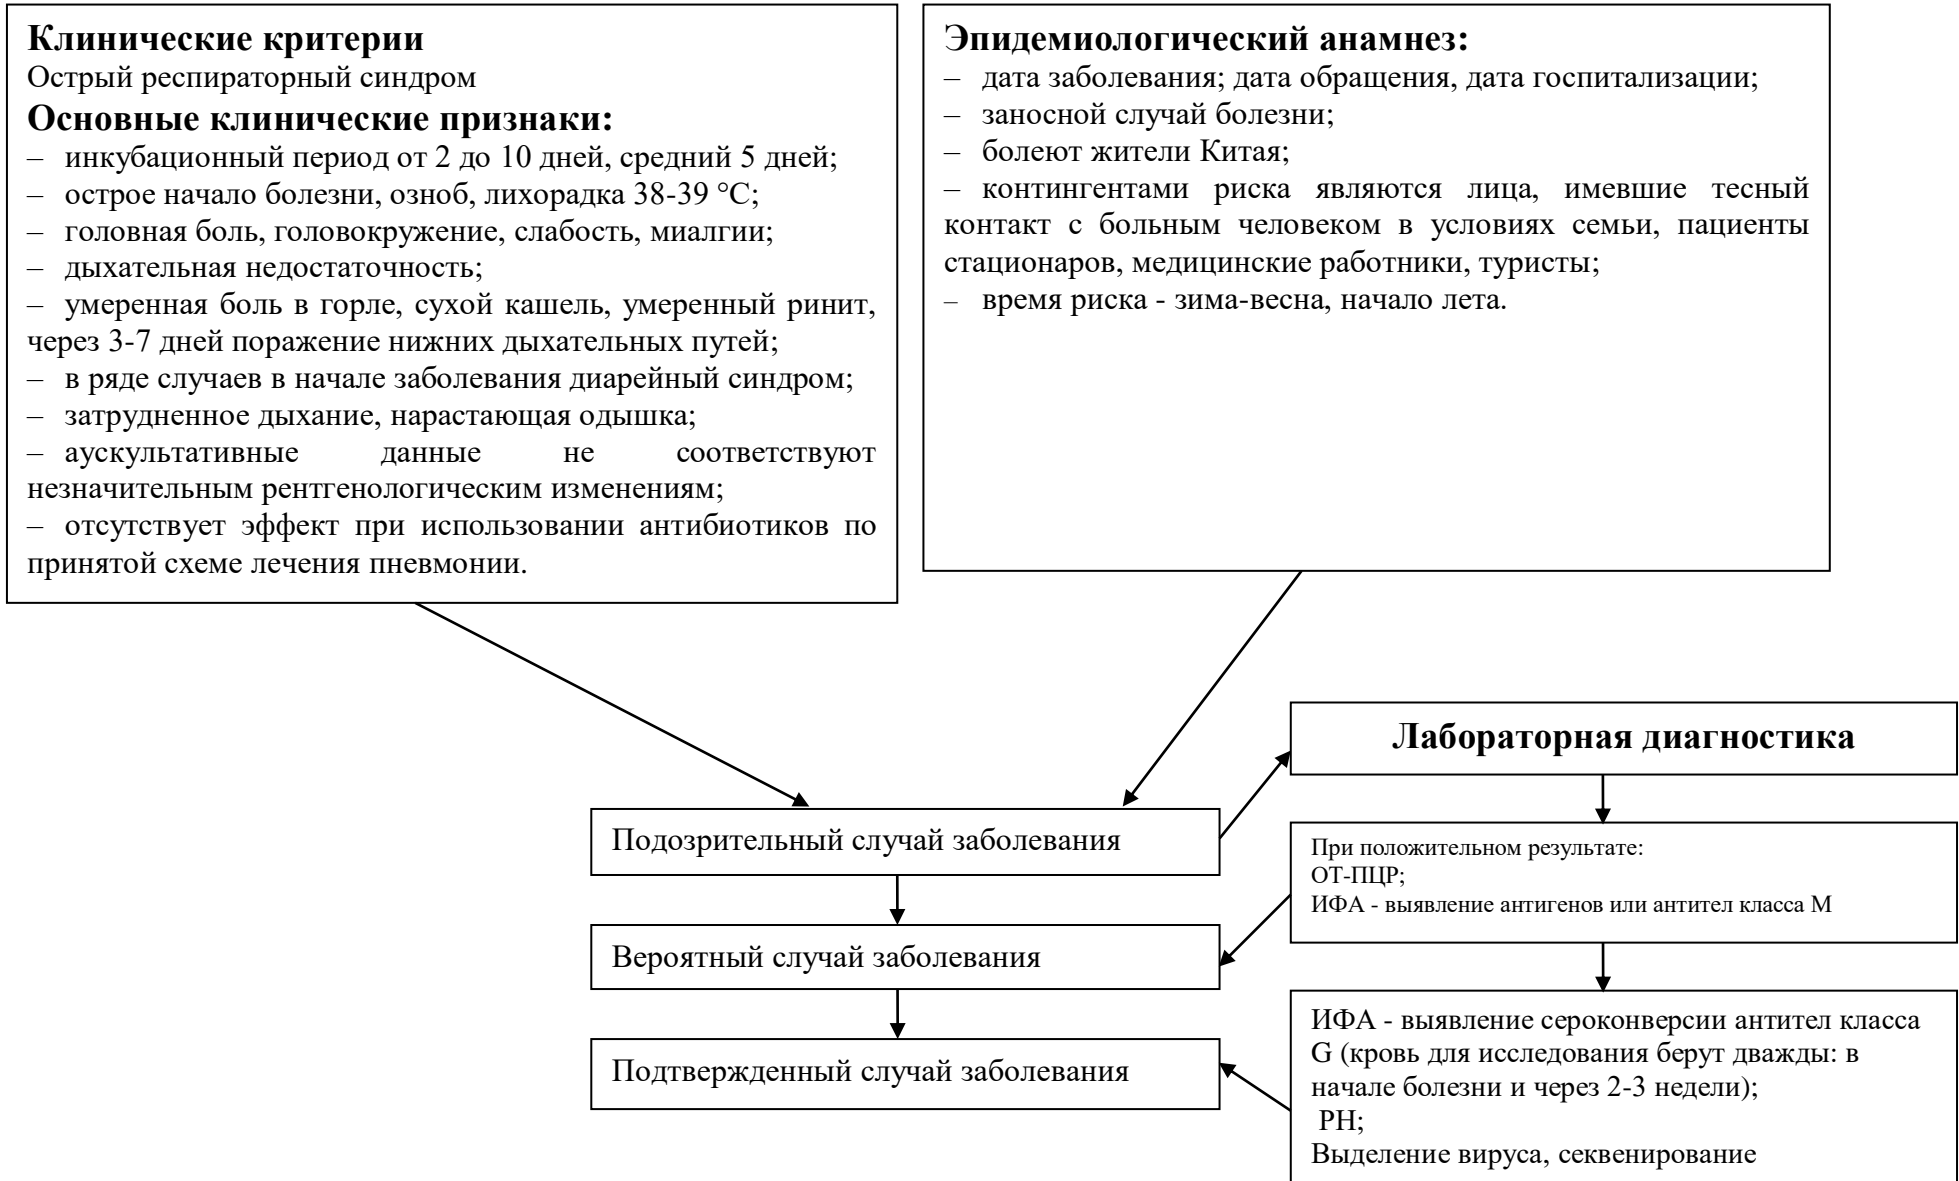 Клинические критерии
Острый респираторный синдром
Основные клинические признаки:
– инкубационный период от 2 до 10 дней, средний 5 дней;
– острое начало болезни, озноб, лихорадка 38-39 °С;
– головная боль, головокружение, слабость, миалгии;
– дыхательная недостаточность;
– умеренная боль в горле, сухой кашель, умеренный ринит,
через 3-7 дней поражение нижних дыхательных путей;
– в ряде случаев в начале заболевания диарейный синдром;
– затрудненное дыхание, нарастающая одышка;
– аускультативные данные не соответствуют
незначительным рентгенологическим изменениям;
– отсутствует эффект при использовании антибиотиков по
принятой схеме лечения пневмонии.
Эпидемиологический анамнез:
– дата заболевания; дата обращения, дата госпитализации;
– заносной случай болезни;
– болеют жители Китая;
– контингентами риска являются лица, имевшие тесный
контакт с больным человеком в условиях семьи, пациенты
стационаров, медицинские работники, туристы;
– время риска - зима-весна, начало лета.
Лабораторная диагностика
Подозрительный случай заболевания
При положительном результате:
ОТ-ПЦР;
ИФА - выявление антигенов или антител класса М
Вероятный случай заболевания
Подтвержденный случай заболевания
ИФА - выявление сероконверсии антител класса
G (кровь для исследования берут дважды: в
начале болезни и через 2-3 недели);
РН;
Выделение вируса, секвенирование